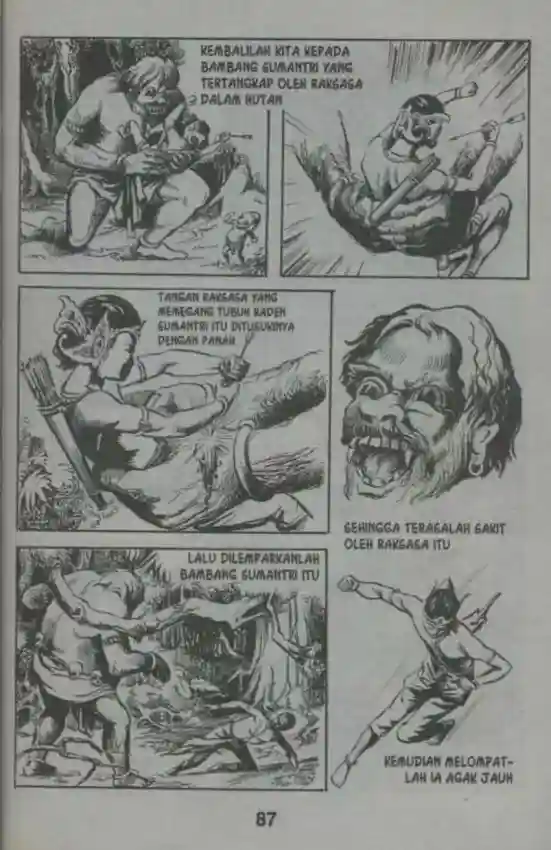 KEMBALILAH KITA KEPADA
BAMBANG SUMANTRI YANG
TERTANGKAP OLEH RAKSASA
DALAM HUTAN
TANGAN RAKSASA YANG
MEMEGANG TUBUH RADEN
SUMANTRI ITU DITUSUKINYA
DENGAN PANAH
SEHINGGA TERASALAH SAKIT
OLEH RAKSASA ITU
LALU DILEMPARKANLAH
BAMBANG SUMANTRI ITU
KEMUDIAN MELOMPAT-
LAH IA AGAK JAUH
87